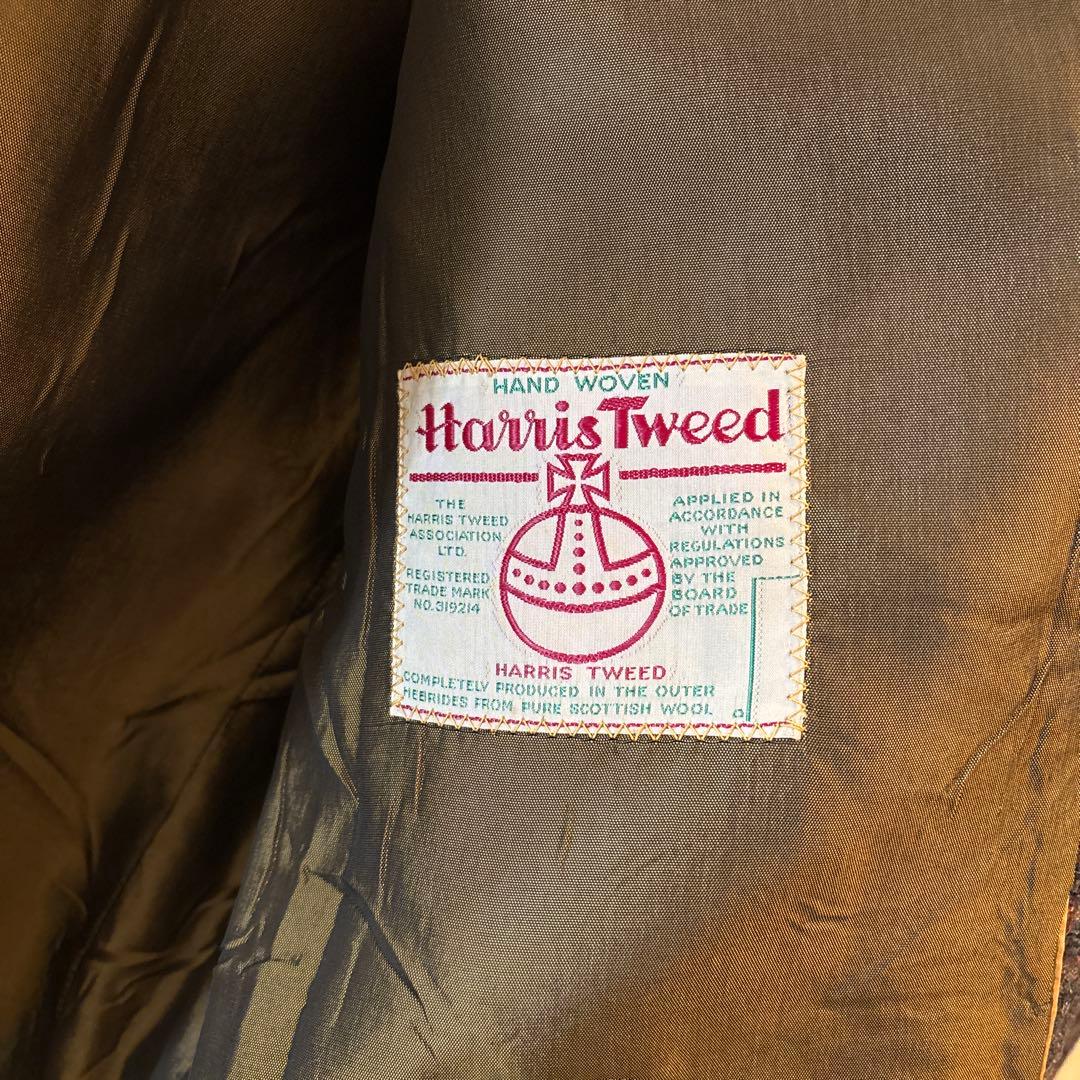 HAND WOVEN
Harris Tweed
THE
HARRIS TWEED
ASSOCIATION
LTD.
REGISTERED
TRADE MARK
NO.319214
APPLIED IN
ACCORDANCE
WITH
REGULATIONS
APPROVED
BY THE
BOARD
OF TRADE
HARRIS TWEED
COMPLETELY PRODUCED IN THE OUTER
HEBRIDES FROM PURE SCOTTISH WOOL